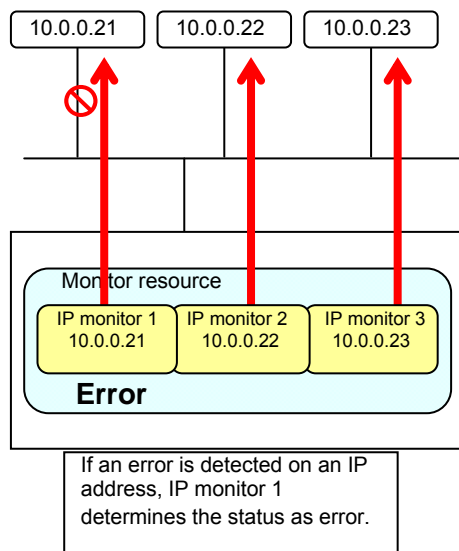 10.0.0.21 10.0.0.22 10.0.0.23
Monitor resource
IP monitor 1 IP monitor 2 IP monitor 3
10.0.0.21 10.0.0.22 10.0.0.23
Error
If an error is detected on an IP
address, IP monitor 1
determines the status as error.